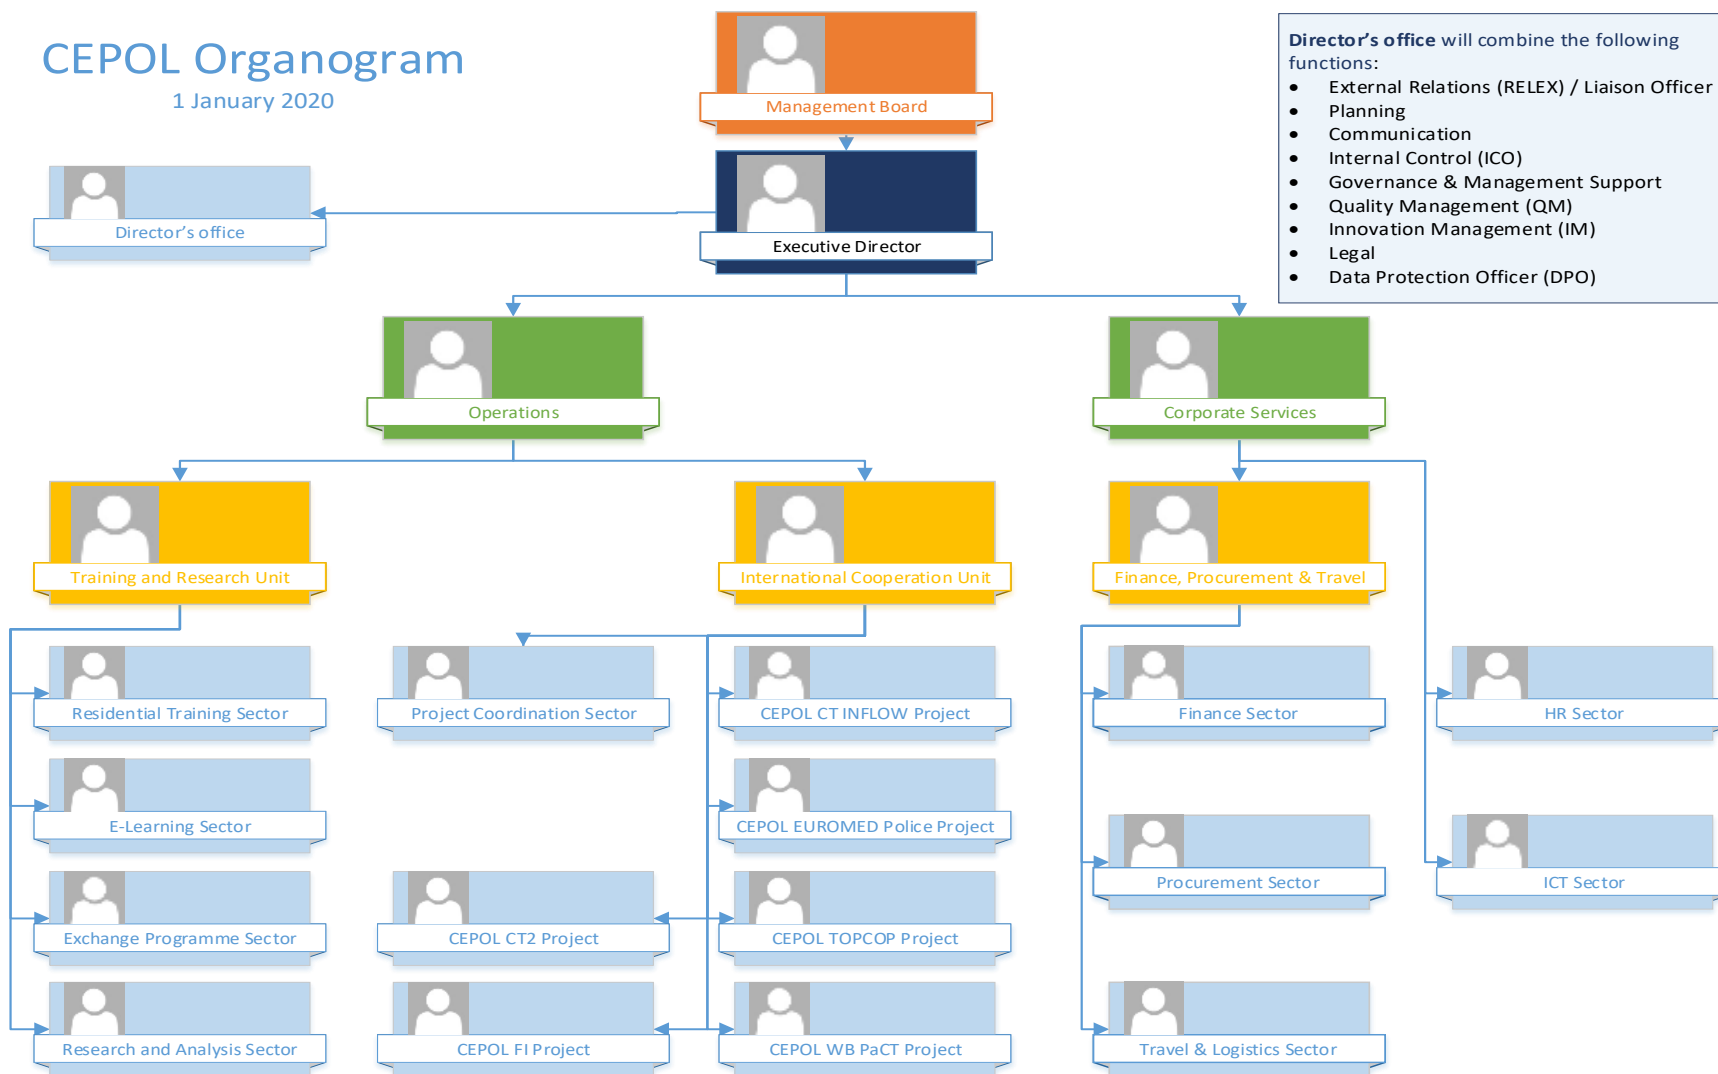 CEPOL Organogram
1 January 2020
Director's office will combine the following
functions:
• External Relations (RELEX) / Liaison Officer
• Planning
• Communication
• Internal Control (ICO)
• Governance & Management Support
• Quality Management (QM)
• Innovation Management (IM)
• Legal
• Data Protection Officer (DPO)
Management Board
Director's office
Executive Director
Operations
Corporate Services
Training and Research Unit
International Cooperation Unit
Finance, Procurement & Travel
Residential Training Sector
Project Coordination Sector
CEPOL CT INFLOW Project
Finance Sector
HR Sector
E-Learning Sector
CEPOL EUROMED Police Project
Procurement Sector
ICT Sector
Exchange Programme Sector
CEPOL CT2 Project
CEPOL TOPCOP Project
Research and Analysis Sector
CEPOL FI Project
CEPOL WB PaCT Project
Travel & Logistics Sector